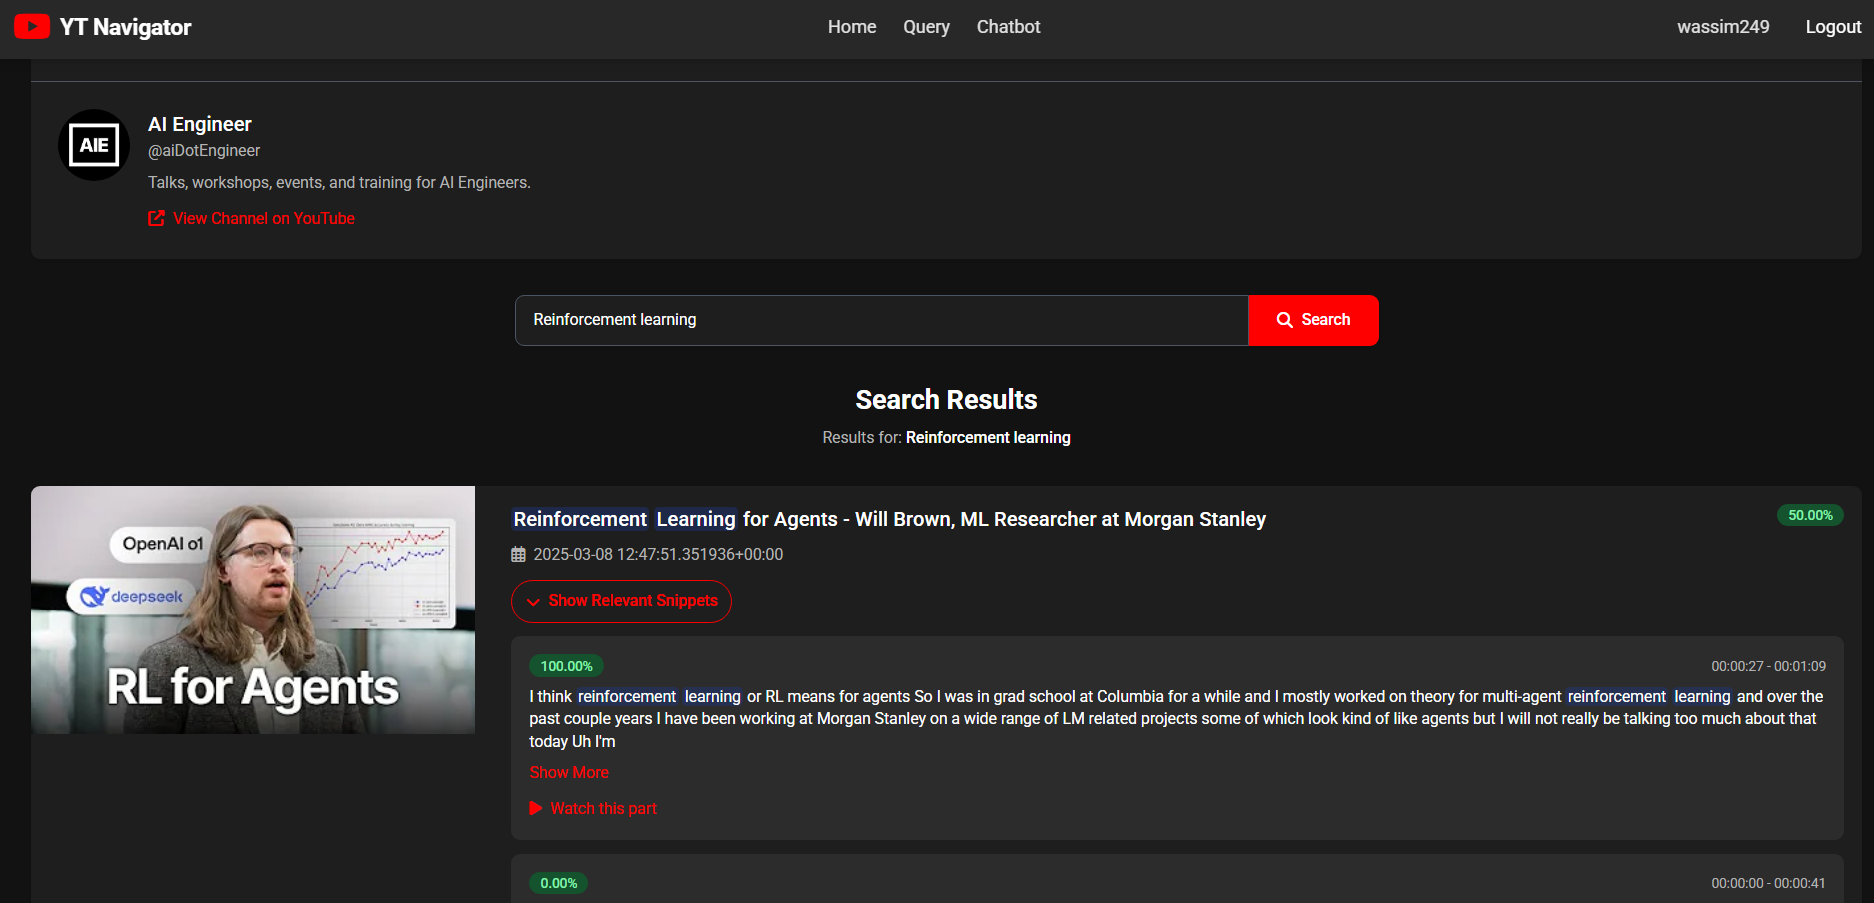 YT Navigator
Home Query Chatbot
wassim249 Logout
AIE
AI Engineer
@aiDotEngineer
Talks, workshops, events, and training for AI Engineers.
View Channel on YouTube
Reinforcement learning
Search
Search Results
Results for: Reinforcement learning
OpenAI o1
deepseek
RL for Agents
Reinforcement Learning for Agents - Will Brown, ML Researcher at Morgan Stanley
50.00%
2025-03-08 12:47:51.351936+00:00
Show Relevant Snippets
100.00%
00:00:27 - 00:01:09
I think reinforcement learning or RL means for agents So I was in grad school at Columbia for a while and I mostly worked on theory for multi-agent reinforcement learning and over the
past couple years I have been working at Morgan Stanley on a wide range of LM related projects some of which look kind of like agents but I will not really be talking too much about that
today Uh I'm
Show More
Watch this part
0.00%
00:00:00 - 00:00:41